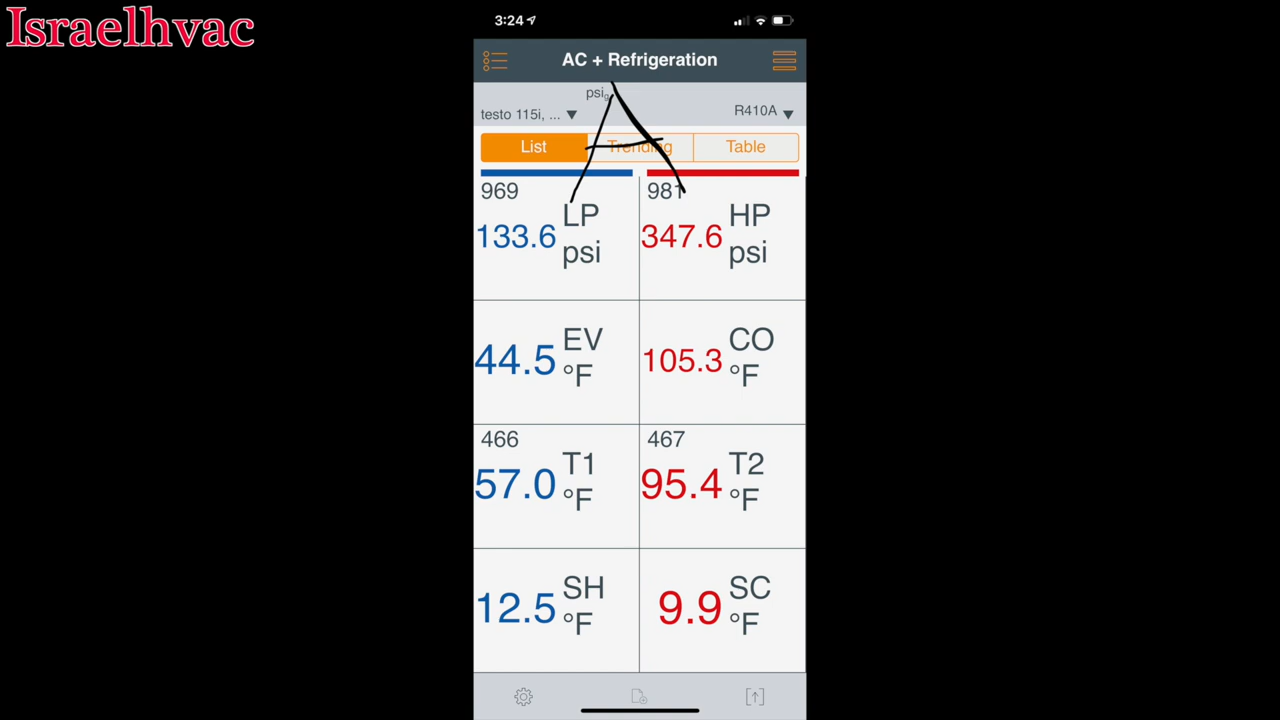 Israelhvac
3:24
AC + Refrigeration
psig
testo 115i, ...
R410A
List
Trending
Table
A
969
133.6 LP psi
981
347.6 HP psi
44.5 EV °F
105.3 CO °F
466
57.0 T1 °F
467
95.4 T2 °F
12.5 SH °F
9.9 SC °F